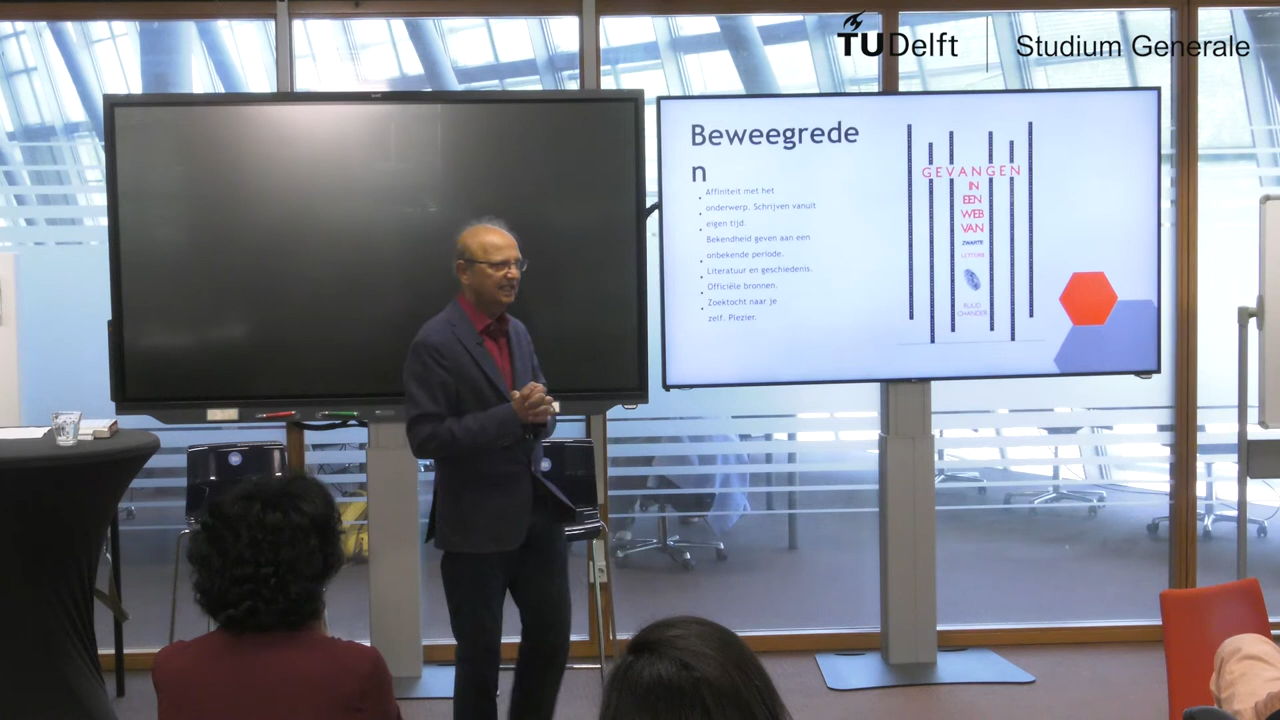 TU Delft
Studium Generale
Beweegrede
n
Affiniteit met het
onderwerp. Schrijven vanuit
eigen tijd.
Bekendheid geven aan een
onbekende periode.
Literatuur en geschiedenis.
Officiële bronnen.
Zoektocht naar je
zelf. Plezier.
GEVANGEN
IN
EEN
WEB
VAN
ZWARTE
LETTERS
RUUD
CHANDER